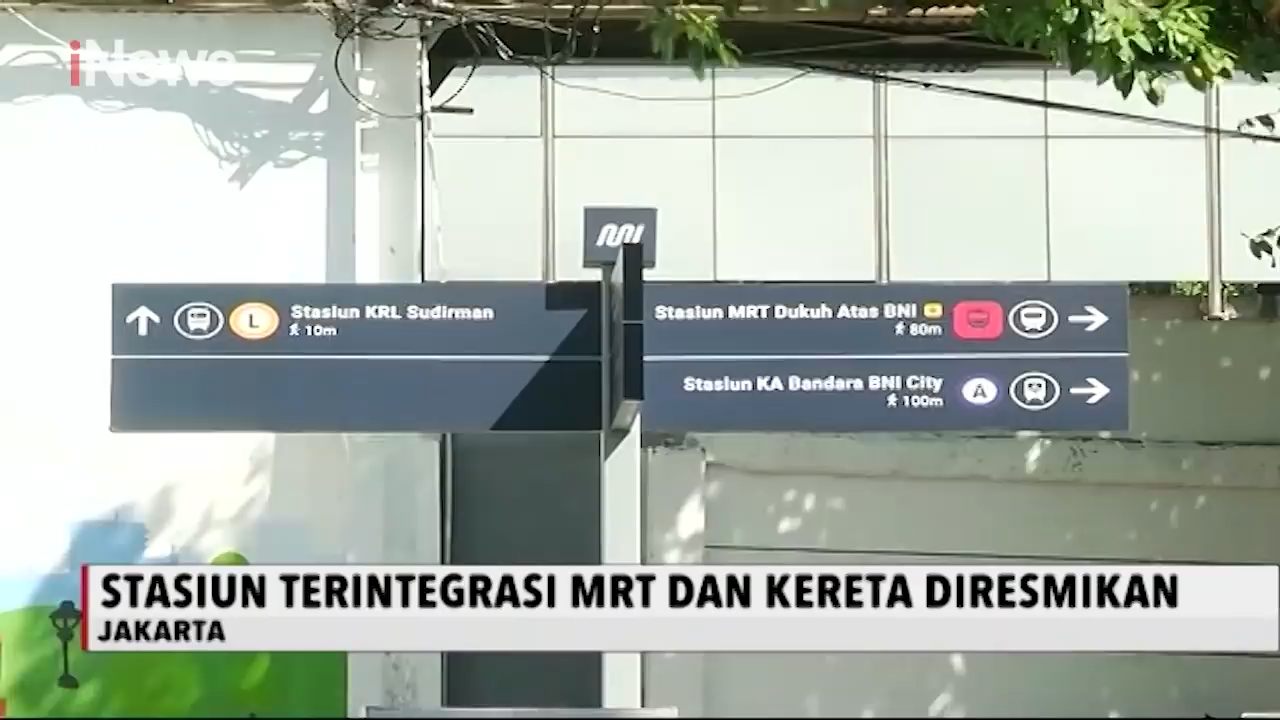 iNews
L
Stasiun KRL Sudirman
10m
Stasiun MRT Dukuh Atas BNI
80m
Stasiun KA Bandara BNI City
A
100m
STASIUN TERINTEGRASI MRT DAN KERETA DIRESMIKAN
JAKARTA